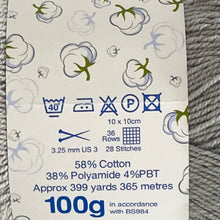 40 P
10 x 10cm
36 Rows
3.25 mm US 3 28 Stitches
58% Cotton
38% Polyamide 4%PBT
Approx 399 yards 365 metres
100g in accordance with BS984